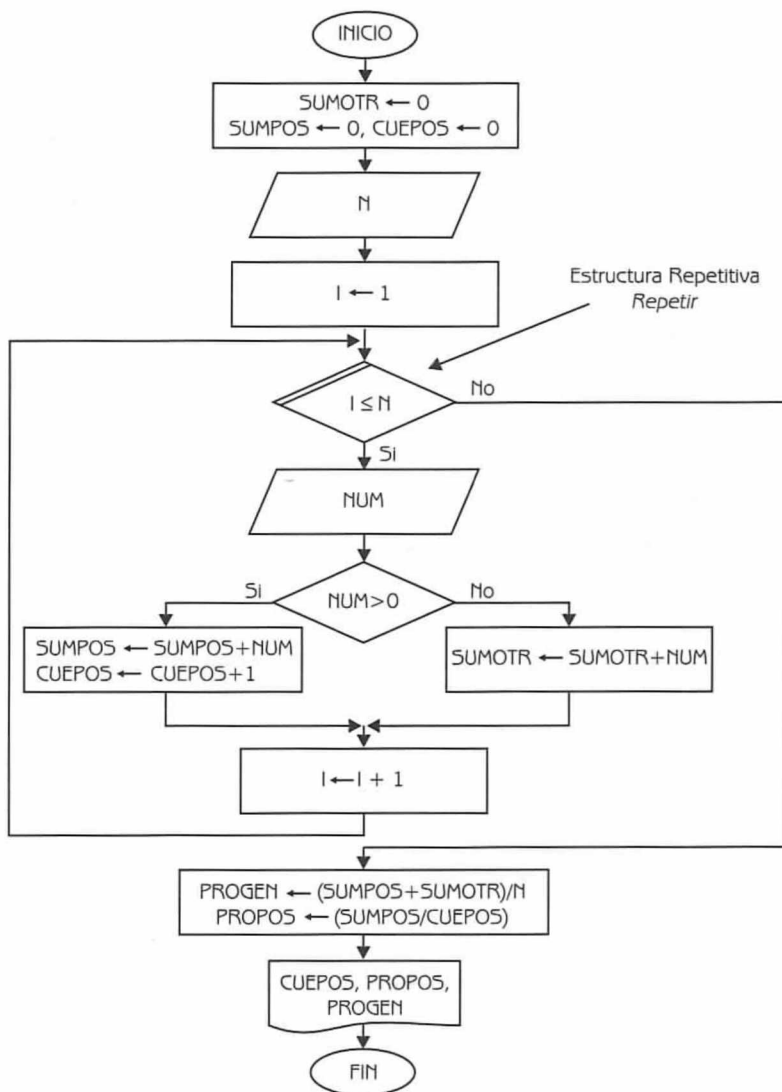 INICIO
SUMOTR ← 0
SUMPOS ← 0, CUEPOS ← 0
N
I ← 1
Estructura Repetitiva
Repetir
I ≤ N
No
Si
NUM
NUM>0
Si
No
SUMPOS ← SUMPOS+NUM
CUEPOS ← CUEPOS+1
SUMOTR ← SUMOTR+NUM
I←I + 1
PROGEN ← (SUMPOS+SUMOTR)/N
PROPOS ← (SUMPOS/CUEPOS)
CUEPOS, PROPOS,
PROGEN
FIN